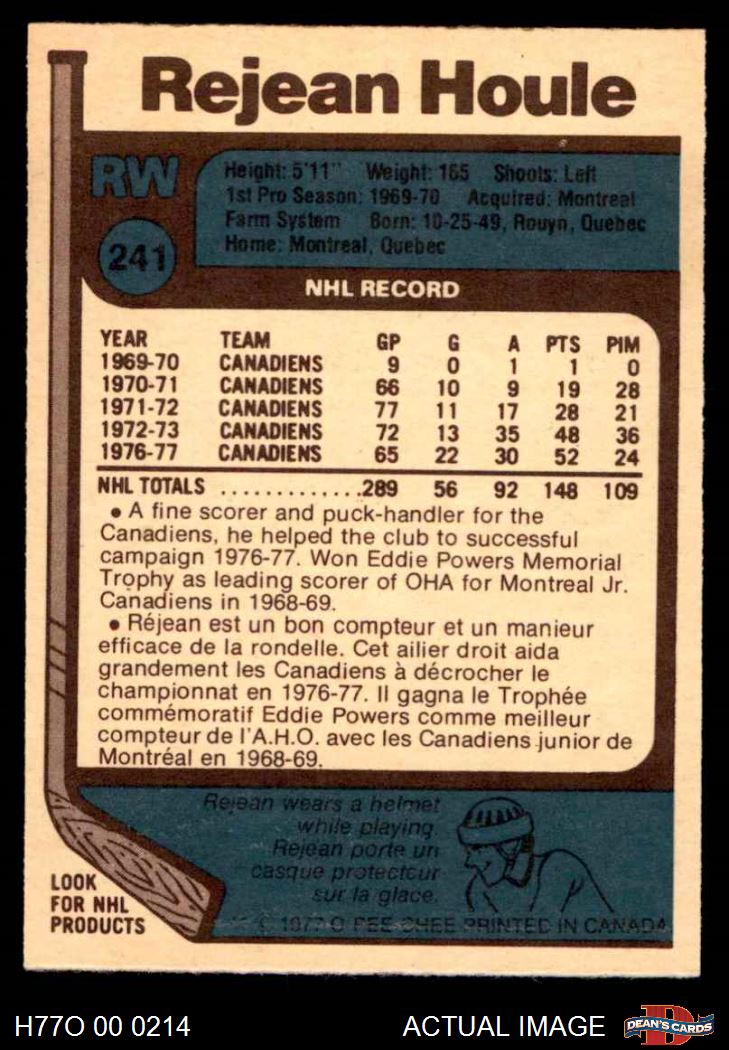 Rejean Houle
RW
241
Height: 5'11" Weight: 165 Shoots: Left
1st Pro Season: 1969-70 Acquired: Montreal
Farm System Born: 10-25-49, Rouyn, Quebec
Home: Montreal, Quebec
NHL RECORD
YEAR TEAM GP G A PTS PIM
1969-70 CANADIENS 9 0 1 1 0
1970-71 CANADIENS 66 10 9 19 28
1971-72 CANADIENS 77 11 17 28 21
1972-73 CANADIENS 72 13 35 48 36
1976-77 CANADIENS 65 22 30 52 24
NHL TOTALS .............289 56 92 148 109
• A fine scorer and puck-handler for the
Canadiens, he helped the club to successful
campaign 1976-77. Won Eddie Powers Memorial
Trophy as leading scorer of OHA for Montreal Jr.
Canadiens in 1968-69.
• Réjean est un bon compteur et un manieur
efficace de la rondelle. Cet ailier droit aida
grandement les Canadiens à décrocher le
championnat en 1976-77. Il gagna le Trophée
commémoratif Eddie Powers comme meilleur
compteur de l'A.H.O. avec les Canadiens junior de
Montréal en 1968-69.
Rejean wears a helmet
while playing.
Rejean porte un
casque protecteur
sur la glace.
LOOK
FOR NHL
PRODUCTS
© 1977 O-PEE-CHEE PRINTED IN CANADA
H77O 00 0214
ACTUAL IMAGE
D
DEAN'S CARDS